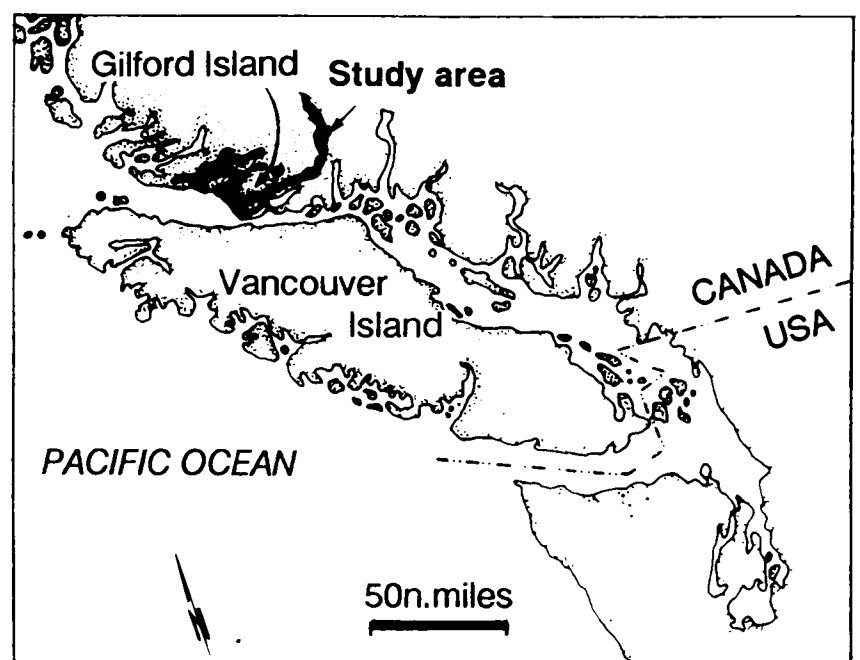 Gilford Island
Study area
Vancouver
Island
CANADA
USA
PACIFIC OCEAN
50n.miles